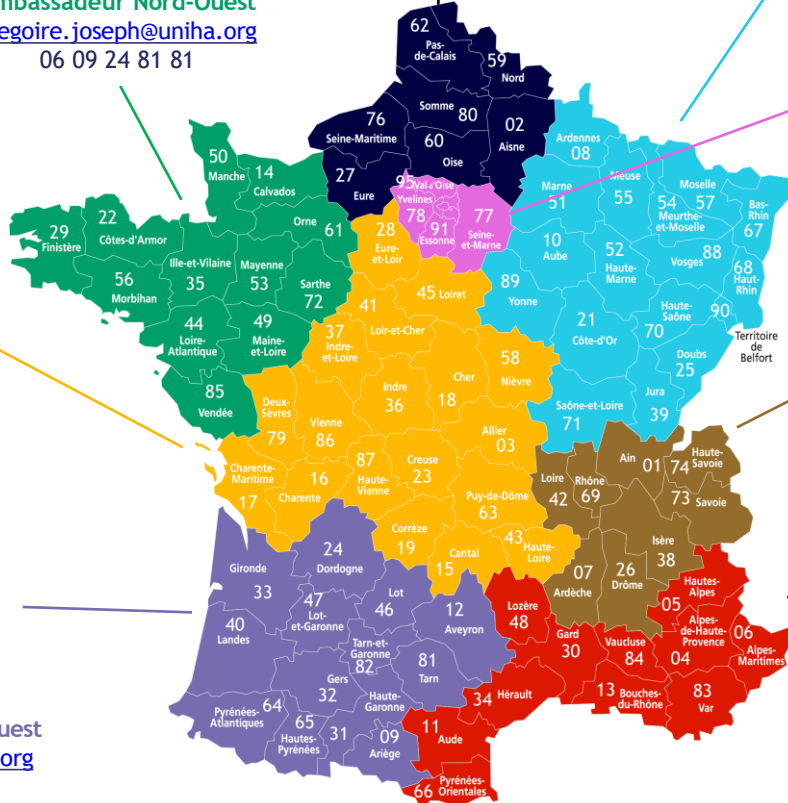 mbassadeur Nord-Ouest
egoire.joseph@uniha.org
06 09 24 81 81
62
Pas-
de-Calais
59
Nord
Somme 80
76
Seine-Maritime
60
Oise
02
Aisne
27
Eure
Ardennes
08
50
Manche
14
Calvados
Orne
61
95
Val d'Oise
Yvelines
78
91
Essonne
77
Seine-
et-Marne
Marne
51
Meuse
55
Moselle
54 57
Meurthe-
et-Moselle
Bas-
Rhin
67
29
Finistère
22
Côtes-d'Armor
56
Morbihan
Ille-et-Vilaine
35
Mayenne
53
Sarthe
72
28
Eure-
et-Loir
10
Aube
52
Haute-
Marne
Vosges 88
68
Haut-
Rhin
44
Loire-
Atlantique
49
Maine-
et-Loire
41
Loir-et-Cher
45 Loiret
89
Yonne
21
Côte-d'Or
Haute-
Saône
70
90
Territoire
de
Belfort
85
Vendée
37
Indre-
et-Loire
Indre
36
Cher
18
58
Nièvre
Doubs
25
Jura
39
Saône-et-Loire
71
Deux-
Sèvres
79
Vienne
86
Allier
03
Charente-
Maritime
17
16
Charente
87
Haute-
Vienne
Creuse
23
Puy-de-Dôme
63
Loire
42
Rhône
69
Ain
01
74
Haute-
Savoie
73
Savoie
Corrèze
19
Cantal
15
43
Haute-
Loire
Isère
38
07
Ardèche
26
Drôme
Gironde
33
24
Dordogne
Lot
46
47
Lot-
et-Garonne
12
Aveyron
Lozère
48
Hautes-
Alpes
05
40
Landes
Tarn-et-
Garonne
82
81
Tarn
Gard
30
Vaucluse
84
Alpes-
de-Haute-
Provence
04
06
Alpes-
Maritimes
Gers
32
Haute-
Garonne
31
34
Hérault
13
Bouches-
du-Rhône
83
Var
Pyrénées-
Atlantiques
64
65
Hautes-
Pyrénées
09
Ariège
11
Aude
66
Pyrénées-
Orientales
uest
org